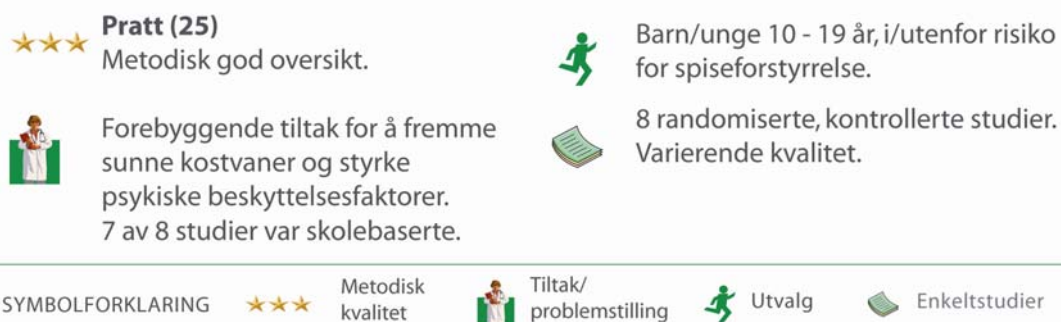 Pratt (25)
Metodisk god oversikt.
Forebyggende tiltak for å fremme
sunne kostvaner og styrke
psykiske beskyttelsesfaktorer.
7 av 8 studier var skolebaserte.
Barn/unge 10 - 19 år, i/utenfor risiko
for spiseforstyrrelse.
8 randomiserte, kontrollerte studier.
Varierende kvalitet.
SYMBOLFORKLARING
Metodisk
kvalitet
Tiltak/
problemstilling
Utvalg
Enkeltstudier